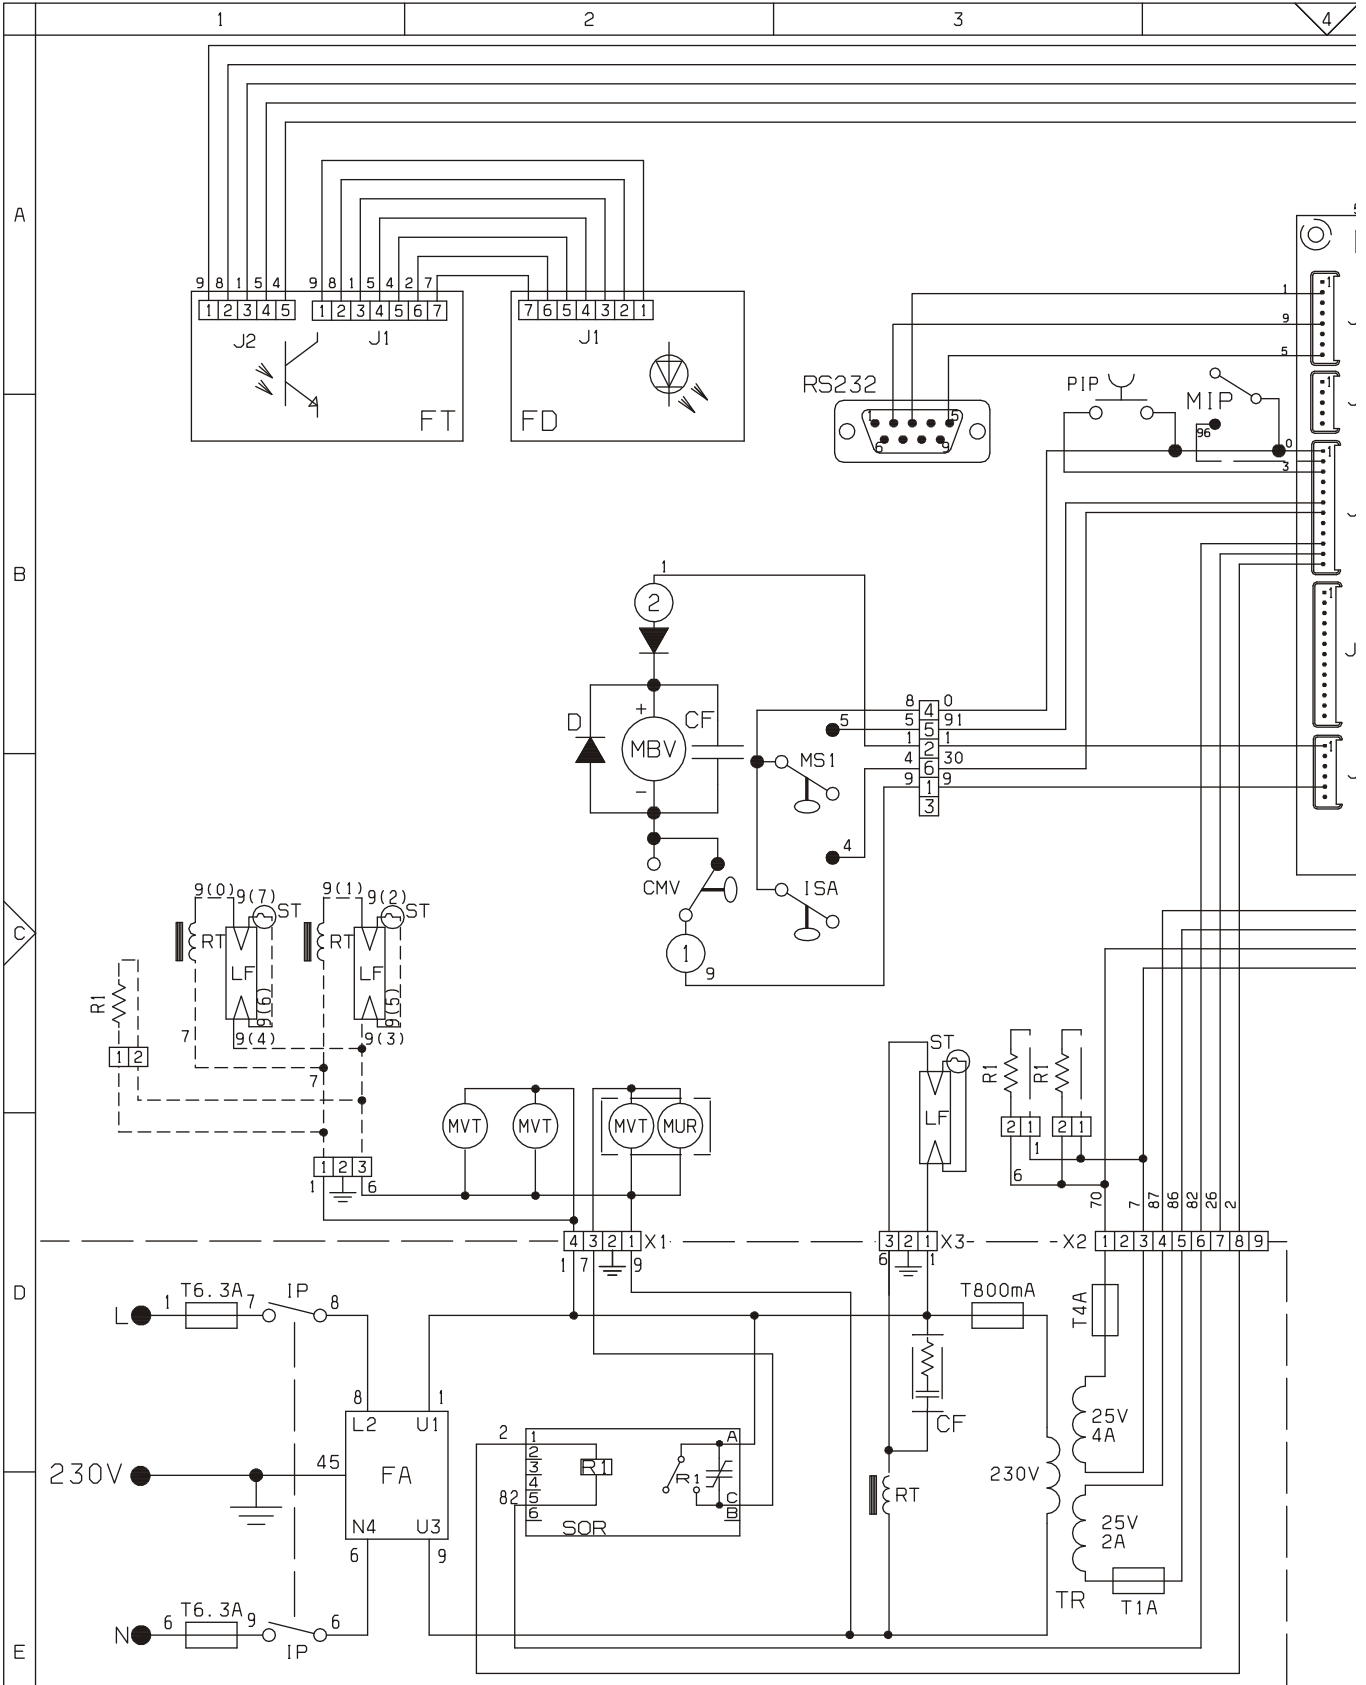 1 2 3 4
A
9 8 1 5 4 9 8 1 5 4 2 7
1 2 3 4 5 1 2 3 4 5 6 7 7 6 5 4 3 2 1
J2 J1 J1
FT FD
1
9
5
1
1
RS232
1 5
6 9
PIP
MIP
96
0
3
1
B
1
2
D
+
MBV
-
CF
5
MS1
8 4 0
5 5 91
1 2 1
4 6 30
9 1 9
3
1
1
4
CMV
ISA
1
9
C
9(0) 9(7) ST 9(1) 9(2) ST
RT LF RT LF
R1
9(6) 9(5)
7 9(4) 9(3)
1 2
7
MVT MVT MVT MUR
ST
LF
R1 R1
2 1 2 1
1
6
1 2 3
1 6
70 7 87 86 82 26 2
4 3 2 1 X1
3 2 1 X3
X2 1 2 3 4 5 6 7 8 9
1 7 9
6 1
D
L 1 T6.3A 7 IP 8
T800mA
T4A
8 1
L2 U1
CF
25V
4A
230V 45 FA
2 1
2
3
4
82 5
6
R1
R1
A
C
B
SOR
RT
230V
25V
2A
N4 U3
6 9
TR
T1A
N 6 T6.3A 9 IP 6
E